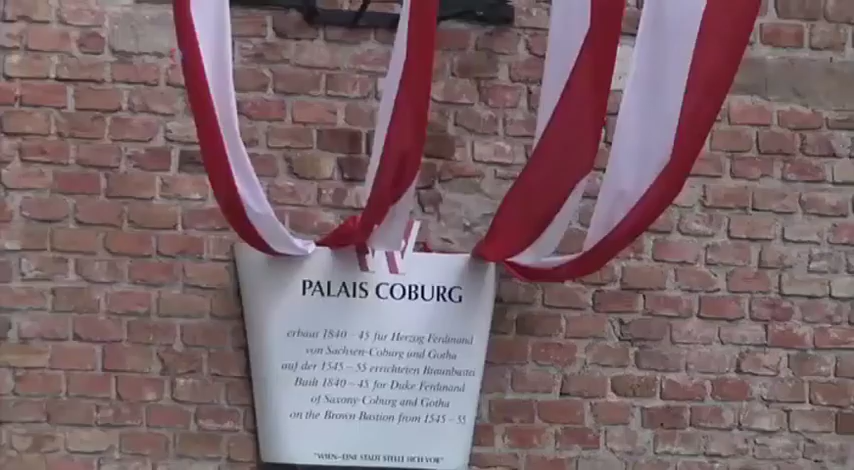 W
PALAIS COBURG
erbaut 1840 – 45 für Herzog Ferdinand
von Sachsen-Coburg und Gotha
auf der 1545 – 55 errichteten Braunbastei
Built 1840 – 45 for Duke Ferdinand
of Saxony-Coburg and Gotha
on the Brown Bastion from 1545 – 55
"WIEN–EINE STADT STELLT SICH VOR"